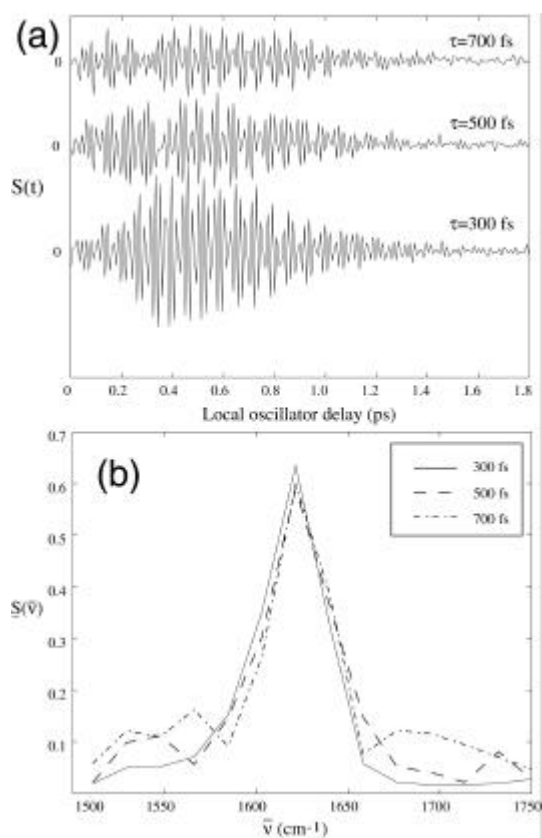 (a)
τ=700 fs
0
τ=500 fs
0
S(t)
τ=300 fs
0
0 0.2 0.4 0.6 0.8 1.0 1.2 1.4 1.6 1.8
Local oscillator delay (ps)
0.7
(b)
300 fs
500 fs
700 fs
0.6
0.5
0.4
S(ν̄)
0.3
0.2
0.1
1500 1550 1600 1650 1700 1750
ν̄ (cm-1)